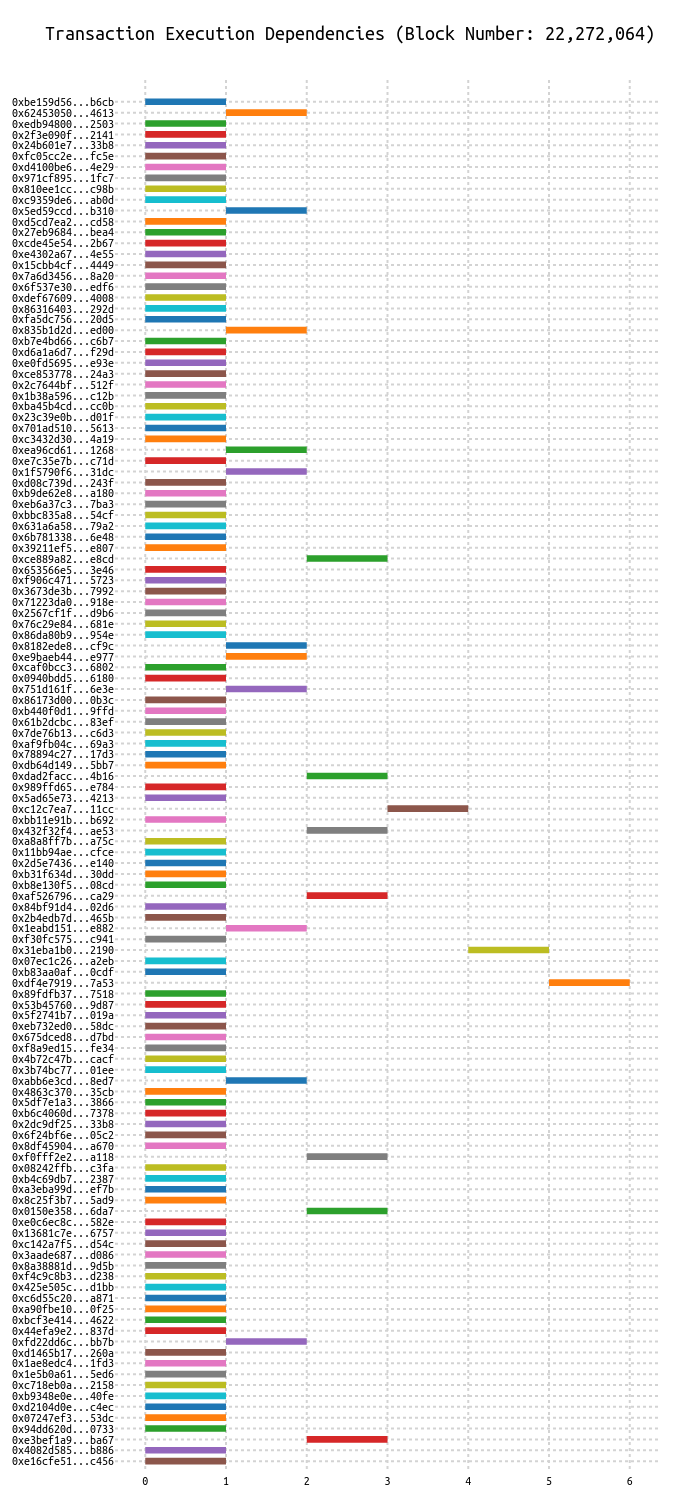 Transaction Execution Dependencies (Block Number: 22,272,064)
0xbe159d56...b6cb
0x62453050...4613
0xedb94800...2503
0x2f3e090f...2141
0x24b601e7...33b8
0xfc05cc2e...fc5e
0xd4100be6...4e29
0x971cf895...1fc7
0x810ee1cc...c98b
0xc9359de6...ab0d
0x5ed59ccd...b310
0xd5cd7ea2...cd58
0x27eb9684...bea4
0xcde45e54...2b67
0xe4302a67...4e55
0x15cbb4cf...4449
0x7a6d3456...8a20
0x6f537e30...edf6
0xdef67609...4008
0x86316403...292d
0xfa5dc756...20d5
0x835b1d2d...ed00
0xb7e4bd66...c6b7
0xd6a1a6d7...f29d
0xe0fd5695...e93e
0xce853778...24a3
0x2c7644bf...512f
0x1b38a596...c12b
0xba45b4cd...cc0b
0x23c39e0b...d01f
0x701ad510...5613
0xc3432d30...4a19
0xea96cd61...1268
0xe7c35e7b...c71d
0x1f5790f6...31dc
0xd08c739d...243f
0xb9de62e8...a180
0xeb6a37c3...7ba3
0xbbc835a8...54cf
0x631a6a58...79a2
0x6b781338...6e48
0x39211ef5...e807
0xce889a82...e8cd
0x653566e5...3e46
0xf906c471...5723
0x3673de3b...7992
0x71223da0...918e
0x2567cf1f...d9b6
0x76c29e84...681e
0x86da80b9...954e
0x8182ede8...cf9c
0xe9baeb44...e977
0xcaf0bcc3...6802
0x0940bdd5...6180
0x751d161f...6e3e
0x86173d00...0b3c
0xb440f0d1...9ffd
0x61b2dcbc...83ef
0x7de76b13...c6d3
0xaf9fb04c...69a3
0x78894c27...17d3
0xdb64d149...5bb7
0xdad2facc...4b16
0x989ffd65...e784
0x5ad65e73...4213
0xc12c7ea7...11cc
0xbb11e91b...b692
0x432f32f4...ae53
0xa8a8ff7b...a75c
0x11bb94ae...cfce
0x2d5e7436...e140
0xb31f634d...30dd
0xb8e130f5...08cd
0xaf526796...ca29
0x84bf91d4...02d6
0x2b4edb7d...465b
0x1eabd151...e882
0xf30fc575...c941
0x31eba1b0...2190
0x07ec1c26...a2eb
0xb83aa0af...0cdf
0xdf4e7919...7a53
0x89fdfb37...7518
0x53b45760...9d87
0x5f2741b7...019a
0xeb732ed0...58dc
0x675dced8...d7bd
0xf8a9ed15...fe34
0x4b72c47b...cacf
0x3b74bc77...01ee
0xabb6e3cd...8ed7
0x4863c370...35cb
0x5df7e1a3...3866
0xb6c4060d...7378
0x2dc9df25...33b8
0x6f24bf6e...05c2
0x8df45904...a670
0xf0fff2e2...a118
0x08242ffb...c3fa
0xb4c69db7...2387
0xa3eba99d...ef7b
0x8c25f3b7...5ad9
0x0150e358...6da7
0xe0c6ec8c...582e
0x13681c7e...6757
0xc142a7f5...d54c
0x3aade687...d086
0x8a38881d...9d5b
0xf4c9c8b3...d238
0x425e505c...d1bb
0xc6d55c20...a871
0xa90fbe10...0f25
0xbcf3e414...4622
0x44efa9e2...837d
0xfd22dd6c...bb7b
0xd1465b17...260a
0x1ae8edc4...1fd3
0x1e5b0a61...5ed6
0xc718eb0a...2158
0xb9348e0e...40fe
0xd2104d0e...c4ec
0x07247ef3...53dc
0x94dd620d...0733
0xe3bef1a9...ba67
0x4082d585...b886
0xe16cfe51...c456
0 1 2 3 4 5 6